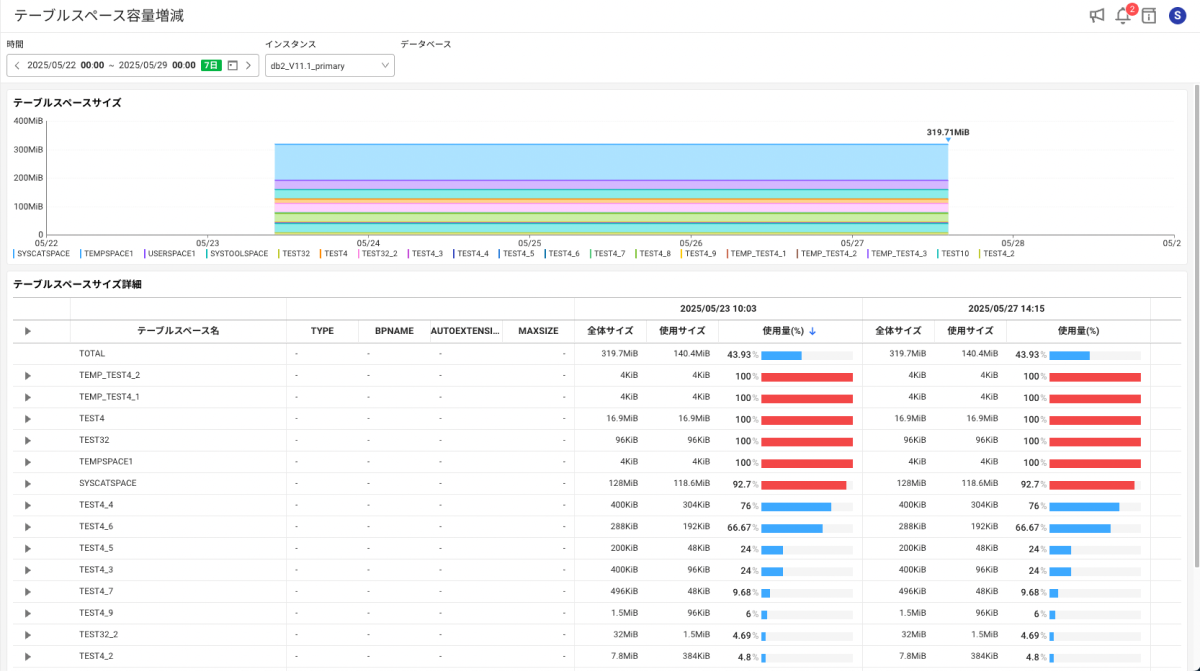 テーブルスペース容量増減
2
S
時間 インスタンス データベース
2025/05/22 00:00 ~ 2025/05/29 00:00 7日 db2_V11.1_primary
テーブルスペースサイズ
400MiB
319.71MiB
300MiB
200MiB
100MiB
0
05/22 05/23 05/24 05/25 05/26 05/27 05/28 05/2
SYSCATSPACE TEMPSPACE1 USERSPACE1 SYSTOOLSPACE TEST32 TEST4 TEST32_2 TEST4_3 TEST4_4 TEST4_5 TEST4_6 TEST4_7 TEST4_8 TEST4_9 TEMP_TEST4_1 TEMP_TEST4_2 TEMP_TEST4_3 TEST10 TEST4_2
テーブルスペースサイズ詳細
2025/05/23 10:03 2025/05/27 14:15
テーブルスペース名 TYPE BPNAME AUTOEXTENSI... MAXSIZE 全体サイズ 使用サイズ 使用量(%) 全体サイズ 使用サイズ 使用量(%)
TOTAL - - - - 319.7MiB 140.4MiB 43.93% 319.7MiB 140.4MiB 43.93%
TEMP_TEST4_2 - - - - 4KiB 4KiB 100% 4KiB 4KiB 100%
TEMP_TEST4_1 - - - - 4KiB 4KiB 100% 4KiB 4KiB 100%
TEST4 - - - - 16.9MiB 16.9MiB 100% 16.9MiB 16.9MiB 100%
TEST32 - - - - 96KiB 96KiB 100% 96KiB 96KiB 100%
TEMPSPACE1 - - - - 4KiB 4KiB 100% 4KiB 4KiB 100%
SYSCATSPACE - - - - 128MiB 118.6MiB 92.7% 128MiB 118.6MiB 92.7%
TEST4_4 - - - - 400KiB 304KiB 76% 400KiB 304KiB 76%
TEST4_6 - - - - 288KiB 192KiB 66.67% 288KiB 192KiB 66.67%
TEST4_5 - - - - 200KiB 48KiB 24% 200KiB 48KiB 24%
TEST4_3 - - - - 400KiB 96KiB 24% 400KiB 96KiB 24%
TEST4_7 - - - - 496KiB 48KiB 9.68% 496KiB 48KiB 9.68%
TEST4_9 - - - - 1.5MiB 96KiB 6% 1.5MiB 96KiB 6%
TEST32_2 - - - - 32MiB 1.5MiB 4.69% 32MiB 1.5MiB 4.69%
TEST4_2 - - - - 7.8MiB 384KiB 4.8% 7.8MiB 384KiB 4.8%